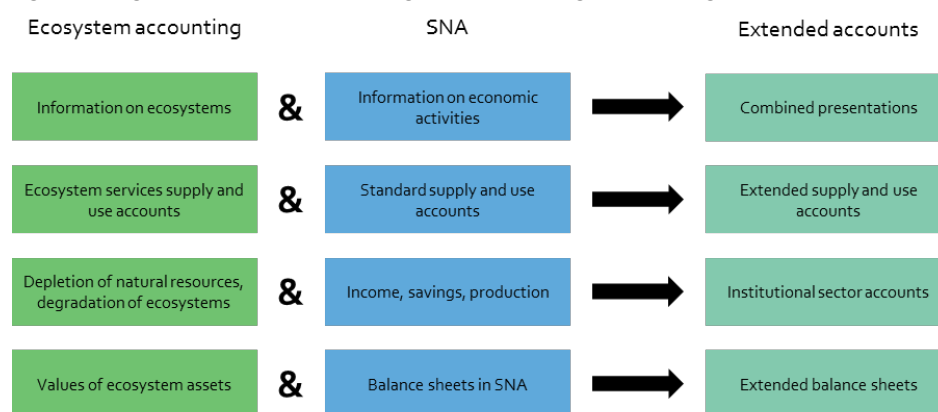 Ecosystem accounting
SNA
Extended accounts
Information on ecosystems
&
Information on economic
activities
Combined presentations
Ecosystem services supply and
use accounts
&
Standard supply and use
accounts
Extended supply and use
accounts
Depletion of natural resources,
degradation of ecosystems
&
Income, savings, production
Institutional sector accounts
Values of ecosystem assets
&
Balance sheets in SNA
Extended balance sheets